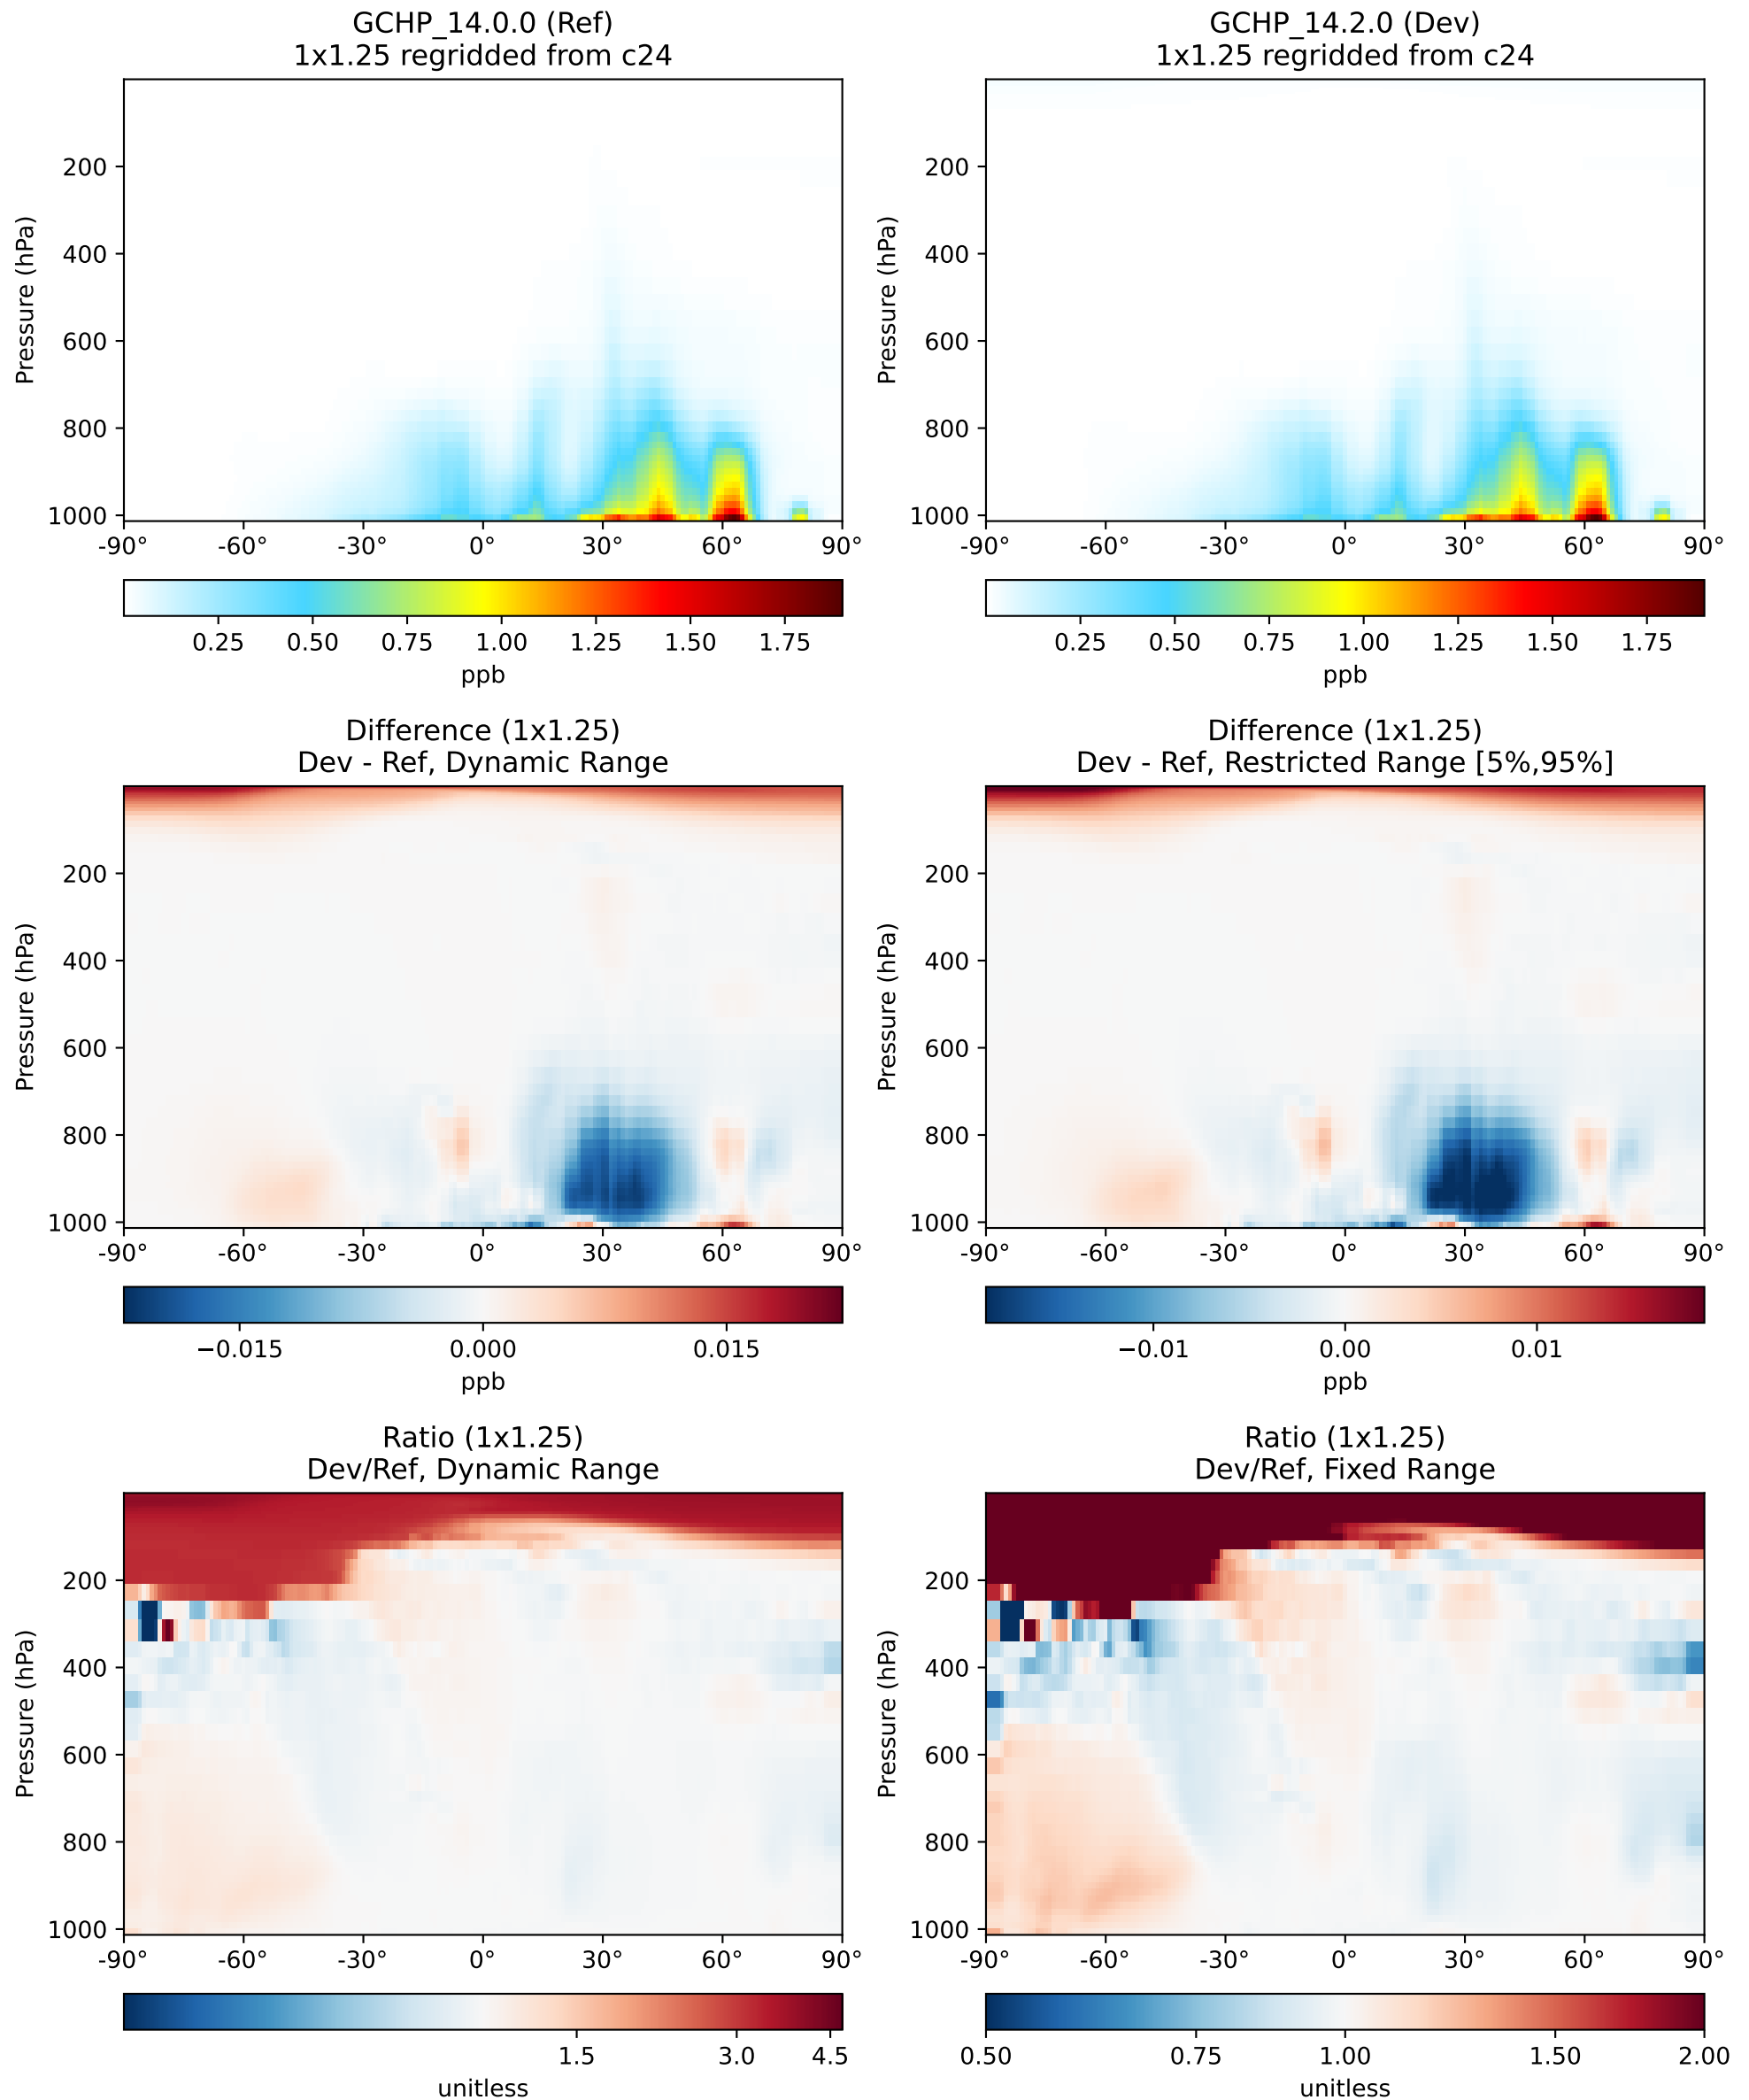 GCHP_14.0.0 (Ref)
1x1.25 regridded from c24
GCHP_14.2.0 (Dev)
1x1.25 regridded from c24
Pressure (hPa)
200
400
600
800
1000
-90° -60° -30° 0° 30° 60° 90°
0.25 0.50 0.75 1.00 1.25 1.50 1.75
ppb
Pressure (hPa)
200
400
600
800
1000
-90° -60° -30° 0° 30° 60° 90°
0.25 0.50 0.75 1.00 1.25 1.50 1.75
ppb
Difference (1x1.25)
Dev - Ref, Dynamic Range
Difference (1x1.25)
Dev - Ref, Restricted Range [5%,95%]
Pressure (hPa)
200
400
600
800
1000
-90° -60° -30° 0° 30° 60° 90°
−0.015 0.000 0.015
ppb
Pressure (hPa)
200
400
600
800
1000
-90° -60° -30° 0° 30° 60° 90°
−0.01 0.00 0.01
ppb
Ratio (1x1.25)
Dev/Ref, Dynamic Range
Ratio (1x1.25)
Dev/Ref, Fixed Range
Pressure (hPa)
200
400
600
800
1000
-90° -60° -30° 0° 30° 60° 90°
1.5 3.0 4.5
unitless
Pressure (hPa)
200
400
600
800
1000
-90° -60° -30° 0° 30° 60° 90°
0.50 0.75 1.00 1.50 2.00
unitless